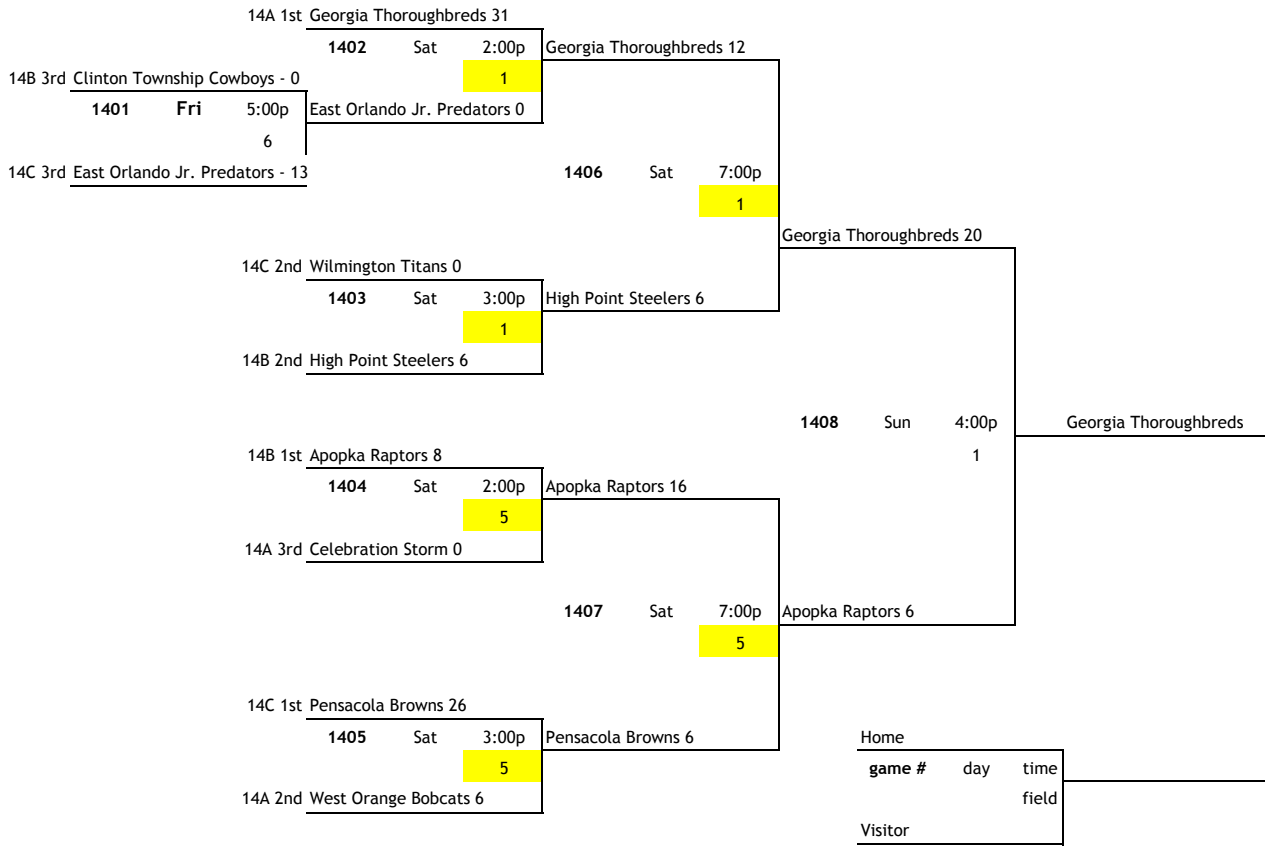 14A 1st Georgia Thoroughbreds 31
1402 Sat 2:00p Georgia Thoroughbreds 12
14B 3rd Clinton Township Cowboys - 0 1
1401 Fri 5:00p East Orlando Jr. Predators 0
6
14C 3rd East Orlando Jr. Predators - 13 1406 Sat 7:00p
1
Georgia Thoroughbreds 20
14C 2nd Wilmington Titans 0
1403 Sat 3:00p High Point Steelers 6
1
14B 2nd High Point Steelers 6
1408 Sun 4:00p Georgia Thoroughbreds
14B 1st Apopka Raptors 8 1
1404 Sat 2:00p Apopka Raptors 16
5
14A 3rd Celebration Storm 0
1407 Sat 7:00p Apopka Raptors 6
5
14C 1st Pensacola Browns 26
1405 Sat 3:00p Pensacola Browns 6 Home
5 game # day time
14A 2nd West Orange Bobcats 6 field
Visitor